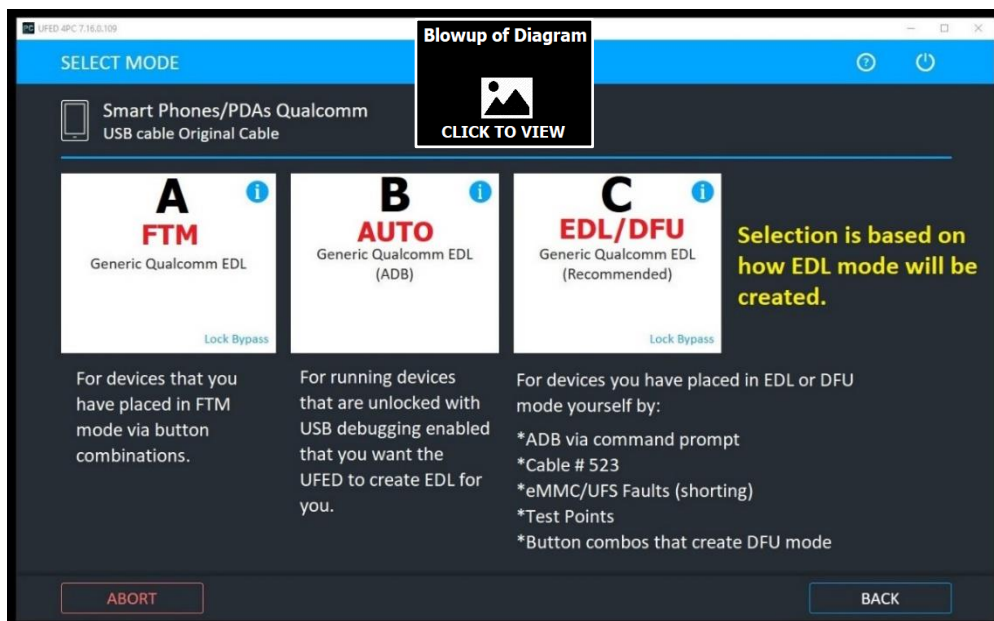 UFED 4PC 7.16.0.109
Blowup of Diagram
CLICK TO VIEW
SELECT MODE
Smart Phones/PDAs Qualcomm
USB cable Original Cable
A
FTM
Generic Qualcomm EDL
Lock Bypass
B
AUTO
Generic Qualcomm EDL
(ADB)
C
EDL/DFU
Generic Qualcomm EDL
(Recommended)
Lock Bypass
Selection is based on
how EDL mode will be
created.
For devices that you
have placed in FTM
mode via button
combinations.
For running devices
that are unlocked with
USB debugging enabled
that you want the
UFED to create EDL for
you.
For devices you have placed in EDL or DFU
mode yourself by:
*ADB via command prompt
*Cable # 523
*eMMC/UFS Faults (shorting)
*Test Points
*Button combos that create DFU mode
ABORT
BACK